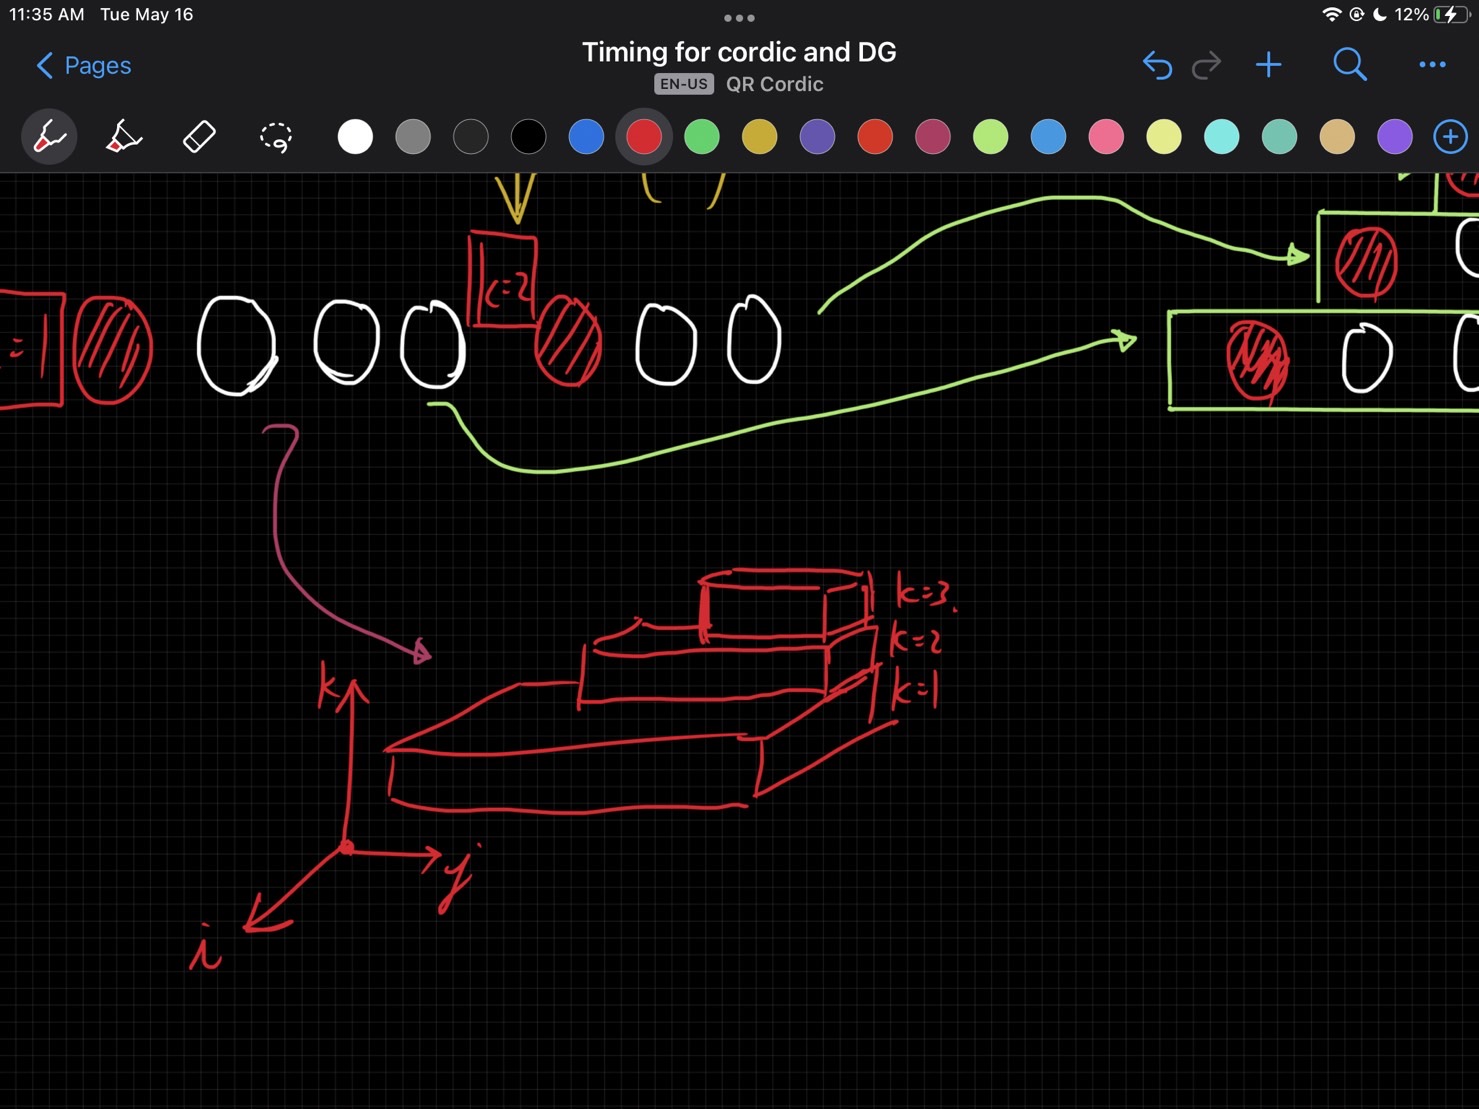 11:35 AM Tue May 16
12%
Pages
Timing for cordic and DG
EN-US QR Cordic
k=2
=1
k=3.
k=2
k=1
k
j
i